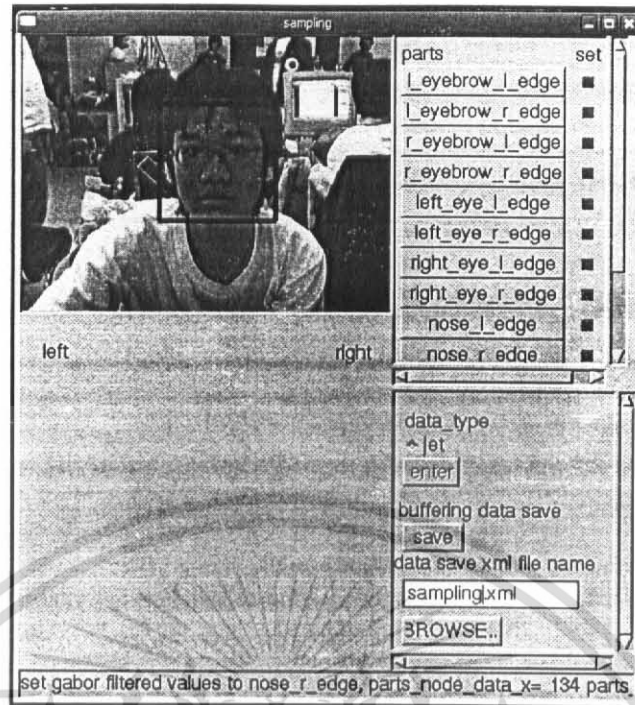 sampling
parts set
l_eyebrow_l_edge
l_eyebrow_r_edge
r_eyebrow_l_edge
r_eyebrow_r_edge
left_eye_l_edge
left_eye_r_edge
right_eye_l_edge
right_eye_r_edge
nose_l_edge
nose_r_edge
left right
data_type
jet
enter
buffering data save
save
data save xml file name
sampling.xml
BROWSE..
set gabor filtered values to nose_r_edge, parts_node_data_x= 134 parts_